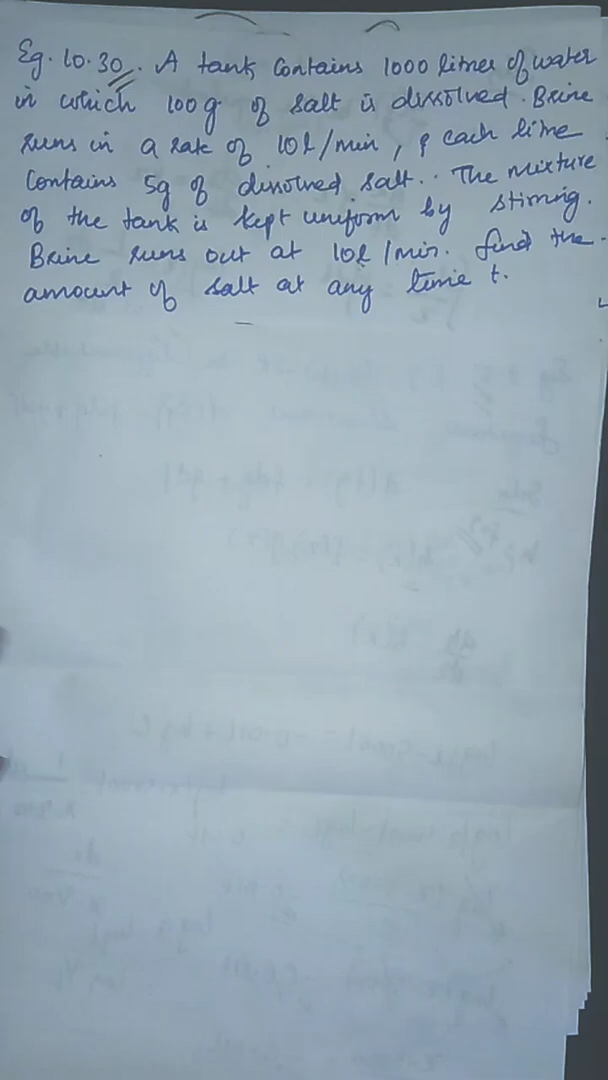 Eg. 10.30. A tank contains 1000 litres of water
in which 100g of salt is dissolved. Brine
runs in a rate of 10l/min, & each litre
contains 5g of dissolved salt.. The mixture
of the tank is kept uniform by stirring.
Brine runs out at 10l/min. find the
amount of salt at any time t.